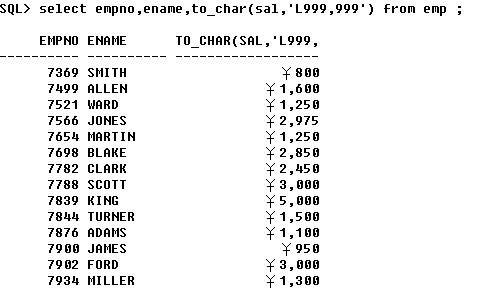 SQL> select empno,ename,to_char(sal,'L999,999') from emp ;
EMPNO ENAME TO_CHAR(SAL,'L999,
---------- ---------- ------------------
7369 SMITH ¥800
7499 ALLEN ¥1,600
7521 WARD ¥1,250
7566 JONES ¥2,975
7654 MARTIN ¥1,250
7698 BLAKE ¥2,850
7782 CLARK ¥2,450
7788 SCOTT ¥3,000
7839 KING ¥5,000
7844 TURNER ¥1,500
7876 ADAMS ¥1,100
7900 JAMES ¥950
7902 FORD ¥3,000
7934 MILLER ¥1,300